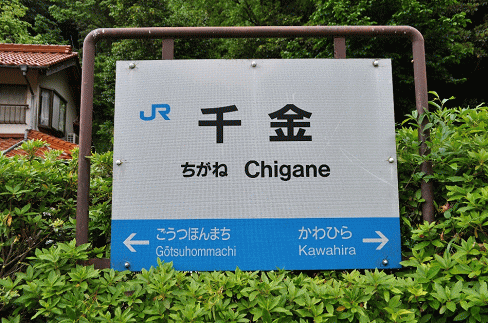 JR 千金
ちがね Chigane
← ごうつほんまち かわひら →
Gōtsuhommachi Kawahira